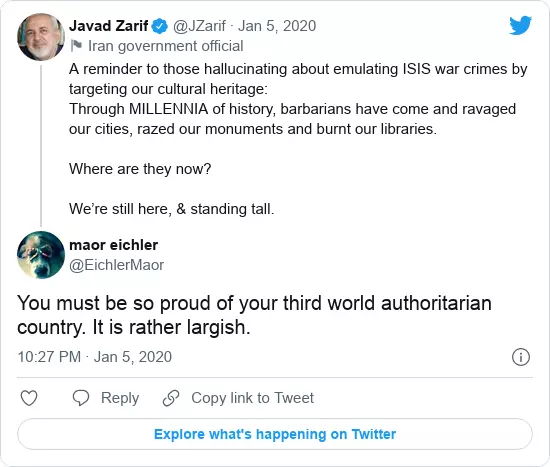 Javad Zarif @JZarif · Jan 5, 2020
Iran government official
A reminder to those hallucinating about emulating ISIS war crimes by
targeting our cultural heritage:
Through MILLENNIA of history, barbarians have come and ravaged
our cities, razed our monuments and burnt our libraries.
Where are they now?
We’re still here, & standing tall.
maor eichler
@EichlerMaor
You must be so proud of your third world authoritarian
country. It is rather largish.
10:27 PM · Jan 5, 2020
Reply Copy link to Tweet
Explore what's happening on Twitter